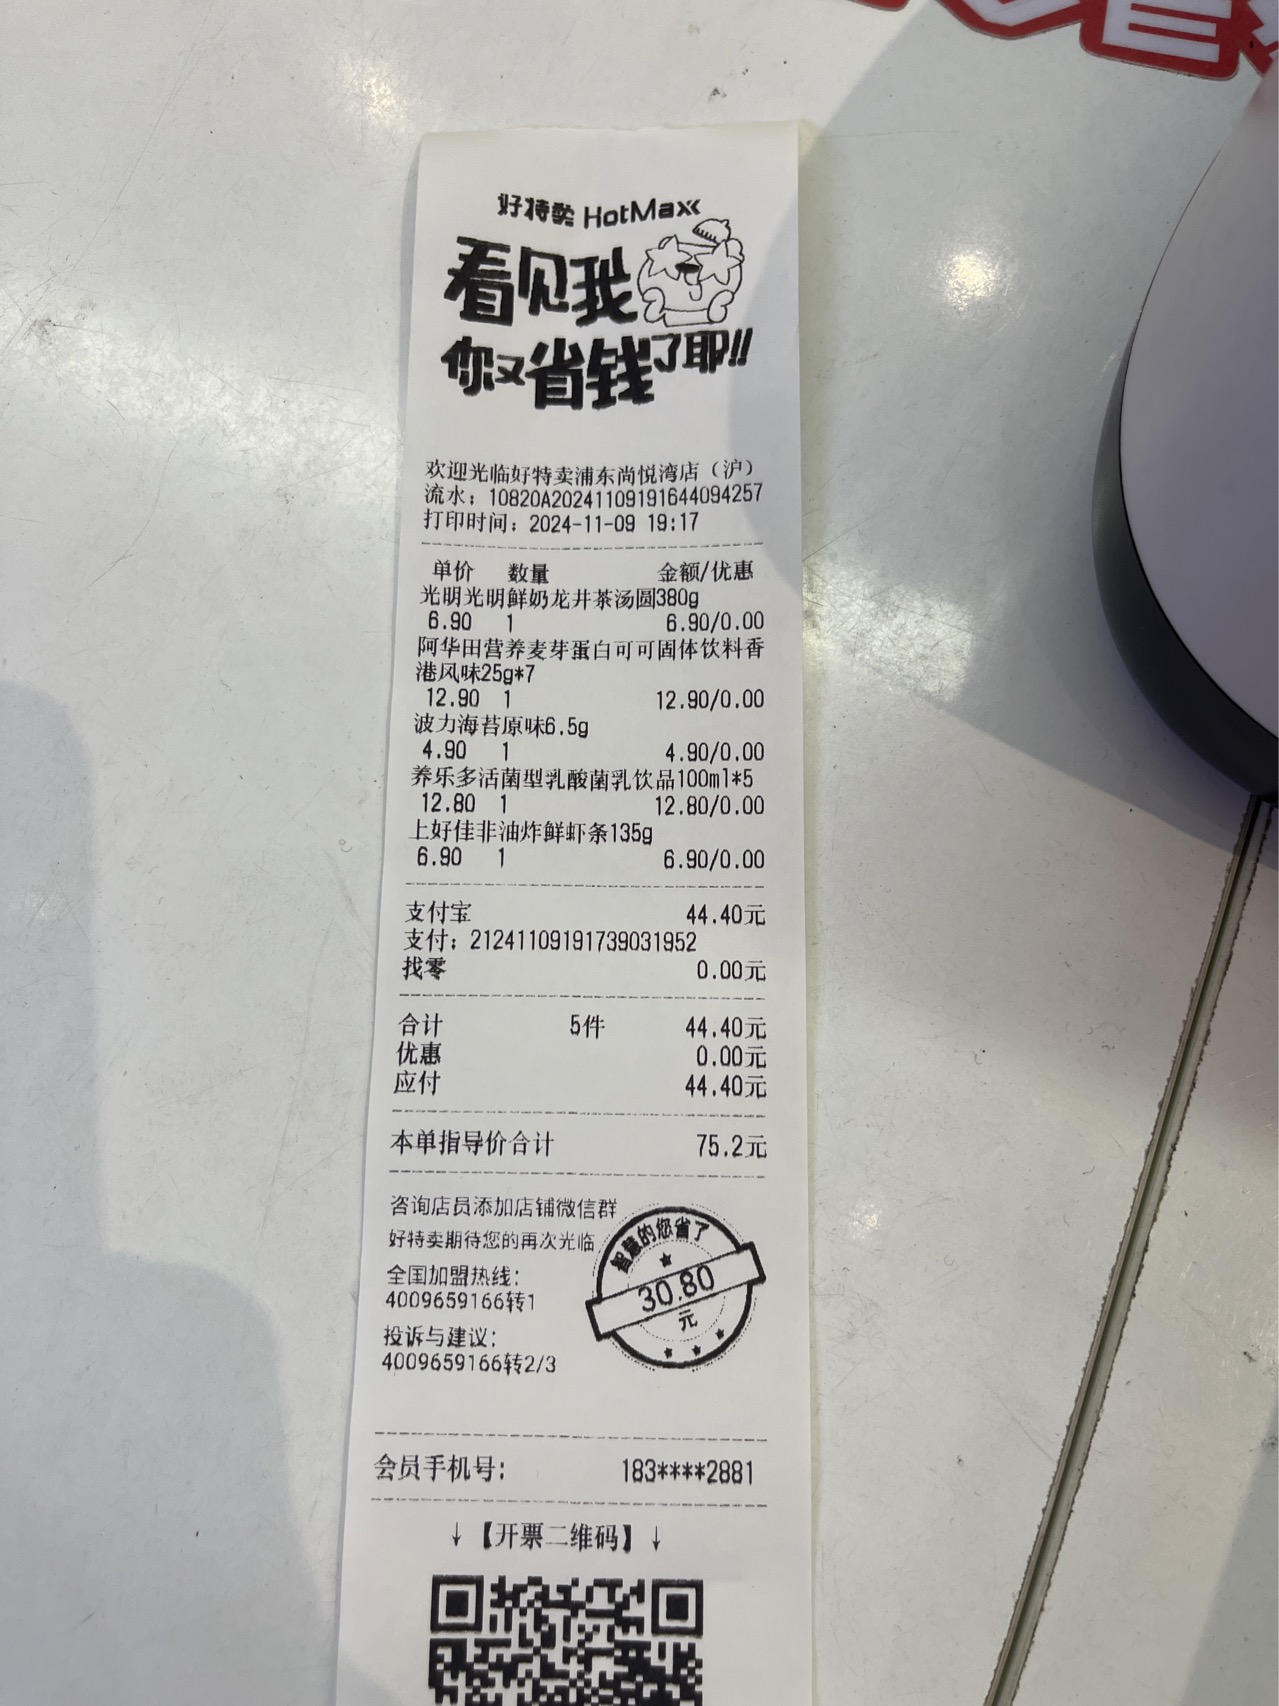 好特卖 HotMaxx
看见我
你又省钱了耶!!
欢迎光临好特卖浦东尚悦湾店（沪）
流水：10820A20241109191644094257
打印时间：2024-11-09 19:17
单价 数量 金额/优惠
光明光明鲜奶龙井茶汤圆380g
6.90 1 6.90/0.00
阿华田营养麦芽蛋白可可固体饮料香
港风味25g*7
12.90 1 12.90/0.00
波力海苔原味6.5g
4.90 1 4.90/0.00
养乐多活菌型乳酸菌乳饮品100ml*5
12.80 1 12.80/0.00
上好佳非油炸鲜虾条135g
6.90 1 6.90/0.00
支付宝 44.40元
支付：21241109191739031952
找零 0.00元
合计 5件 44.40元
优惠 0.00元
应付 44.40元
本单指导价合计 75.2元
咨询店员添加店铺微信群
好特卖期待您的再次光临
全国加盟热线：
4009659166转1
投诉与建议：
4009659166转2/3
智慧的您省了
30.80
元
会员手机号： 183****2881
↓【开票二维码】↓